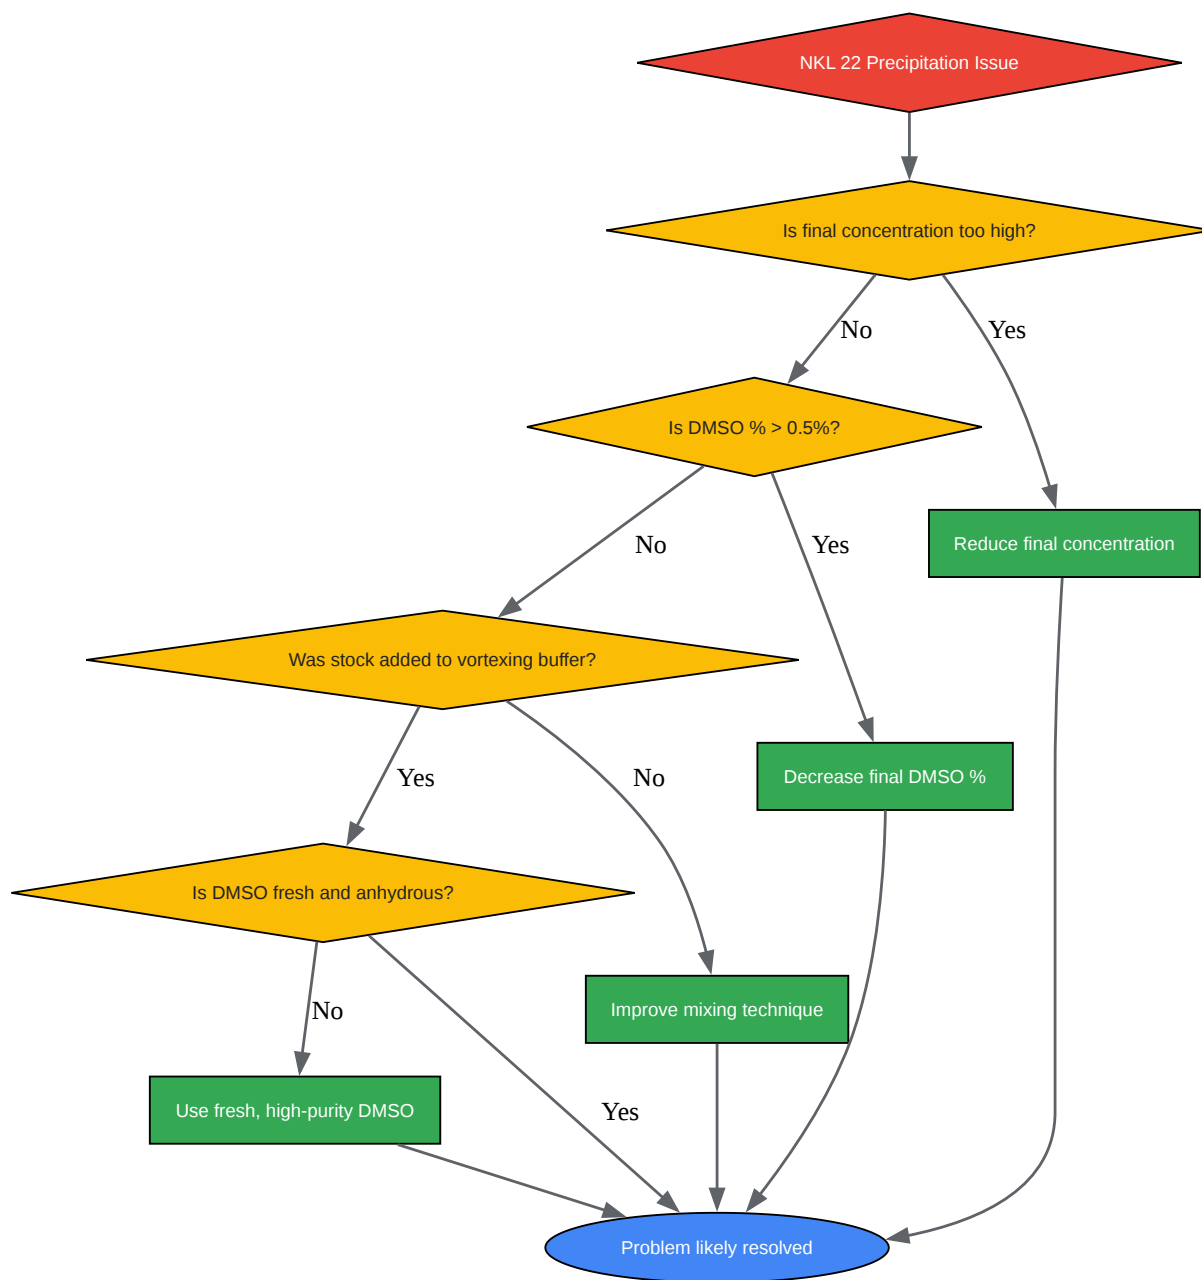 NKL 22 Precipitation Issue
Is final concentration too high?
No
Yes
Is DMSO % > 0.5%?
No
Yes
Reduce final concentration
Was stock added to vortexing buffer?
Yes
No
Decrease final DMSO %
Is DMSO fresh and anhydrous?
No
Improve mixing technique
Use fresh, high-purity DMSO
Yes
Problem likely resolved